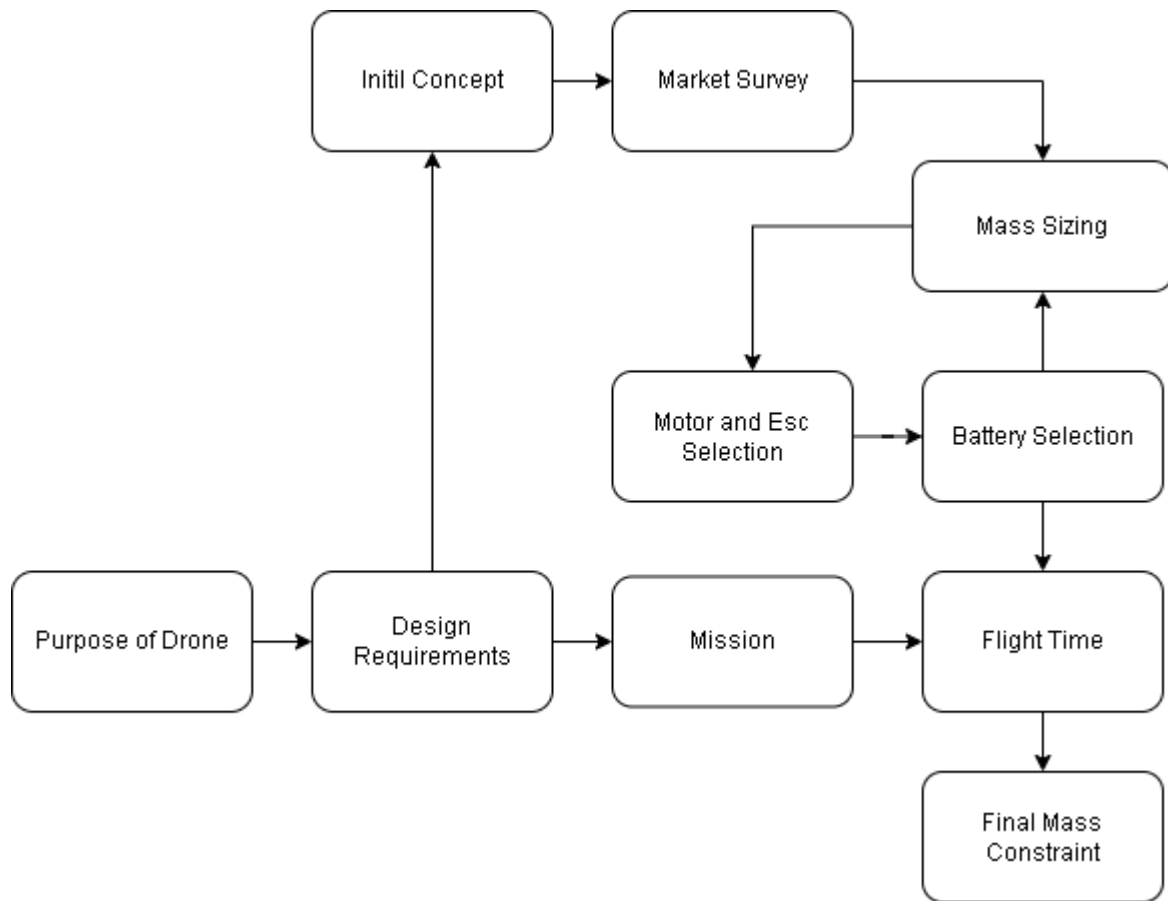 Initil Concept
Market Survey
Mass Sizing
Motor and Esc
Selection
Battery Selection
Purpose of Drone
Design
Requirements
Mission
Flight Time
Final Mass
Constraint